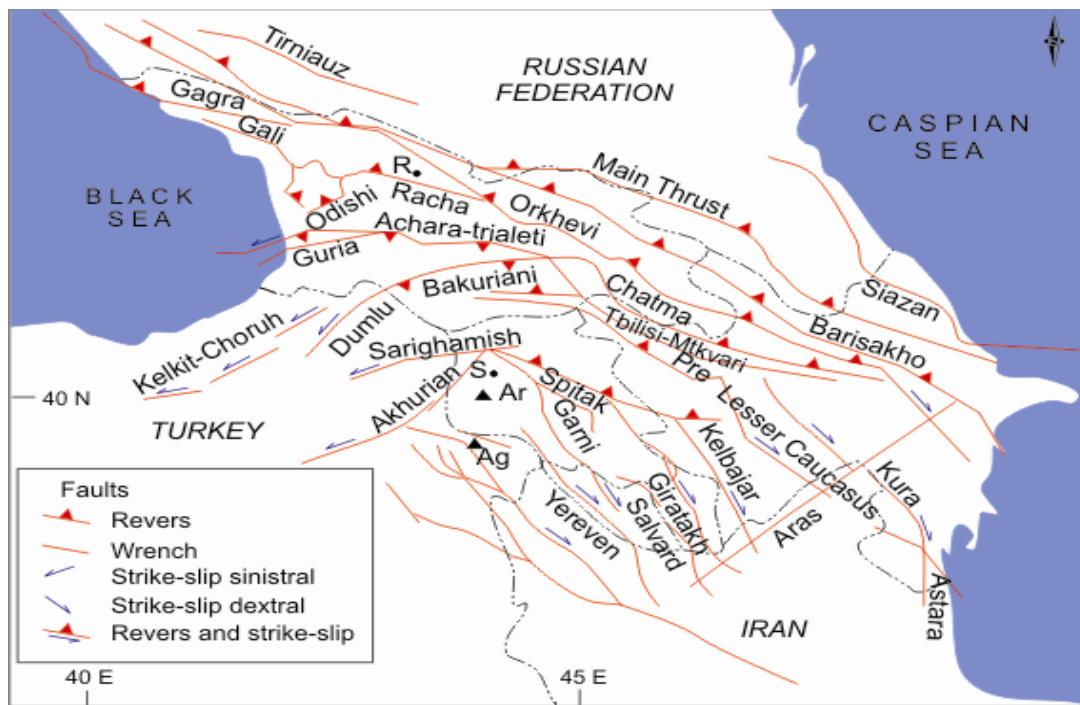 Tirniauz
RUSSIAN
FEDERATION
CASPIAN
SEA
Gagra
Gali
BLACK
SEA
R
Main Thrust
Odishi
Racha
Orkhevi
Achara-trialeti
Guria
Siazan
Bakuriani
Chatma
Barisakho
Tbilisi-Mtkvari
Dumlu
Kelkit-Choruh
Sarighamish
Pre Lesser Caucasus
40 N
S
Spitak
Ar
Akhurian
TURKEY
Garni
Kelbajar
Ag
Kura
Giratakh
Salvard
Yereven
Aras
Astara
IRAN
Faults
Revers
Wrench
Strike-slip sinistral
Strike-slip dextral
Revers and strike-slip
40 E
45